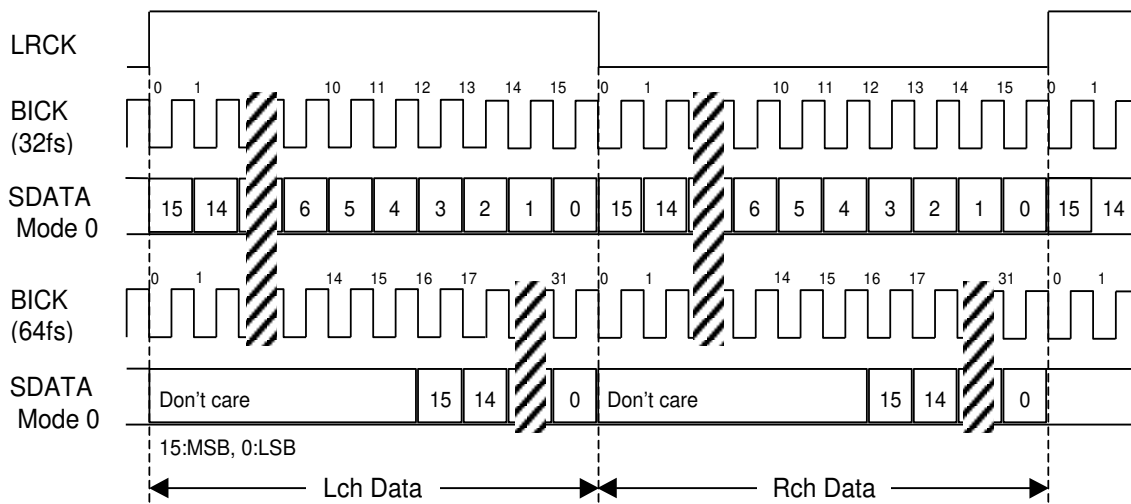 LRCK
0 1 10 11 12 13 14 15 0 1 10 11 12 13 14 15 0 1
BICK
(32fs)
SDATA
Mode 0
15 14 6 5 4 3 2 1 0 15 14 6 5 4 3 2 1 0 15 14
0 1 14 15 16 17 31 0 1 14 15 16 17 31 0 1
BICK
(64fs)
SDATA
Mode 0
Don't care 15 14 0 Don't care 15 14 0
15:MSB, 0:LSB
Lch Data Rch Data